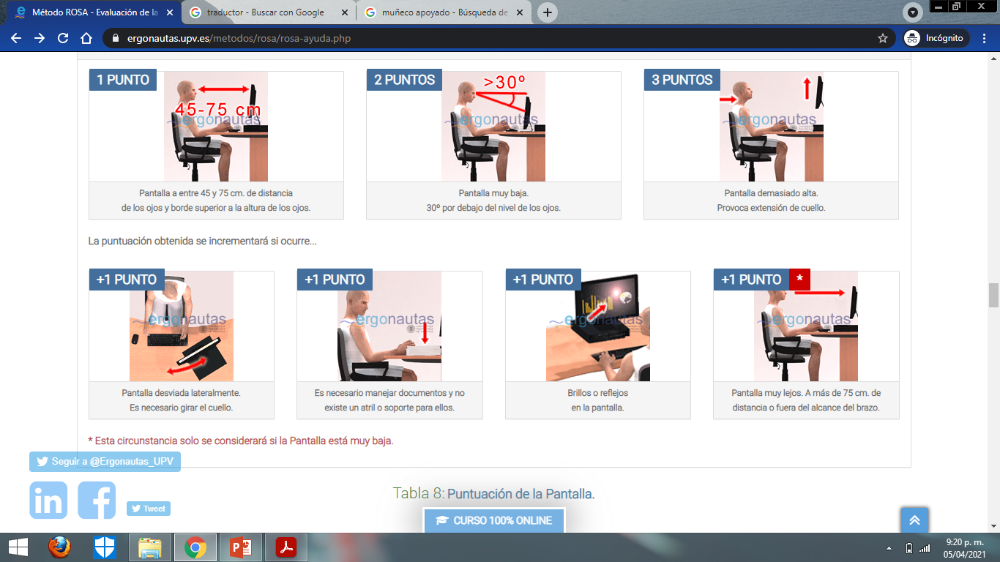 Método ROSA - Evaluación de la
traductor - Buscar con Google
muñeco apoyado - Búsqueda de
ergonautas.upv.es/metodos/rosa/rosa-ayuda.php
Incógnito
1 PUNTO
45-75 cm
ergonautas
Pantalla a entre 45 y 75 cm. de distancia
de los ojos y borde superior a la altura de los ojos.
2 PUNTOS
>30º
ergonautas
Pantalla muy baja.
30º por debajo del nivel de los ojos.
3 PUNTOS
ergonautas
Pantalla demasiado alta.
Provoca extensión de cuello.
La puntuación obtenida se incrementará si ocurre...
+1 PUNTO
ergonautas
Pantalla desviada lateralmente.
Es necesario girar el cuello.
+1 PUNTO
ergonautas
Es necesario manejar documentos y no
existe un atril o soporte para ellos.
+1 PUNTO
ergonautas
Brillos o reflejos
en la pantalla.
+1 PUNTO *
ergonautas
Pantalla muy lejos. A más de 75 cm. de
distancia o fuera del alcance del brazo.
* Esta circunstancia solo se considerará si la Pantalla está muy baja.
Seguir a @Ergonautas_UPV
Tweet
Tabla 8: Puntuación de la Pantalla.
CURSO 100% ONLINE
9:20 p. m.
05/04/2021